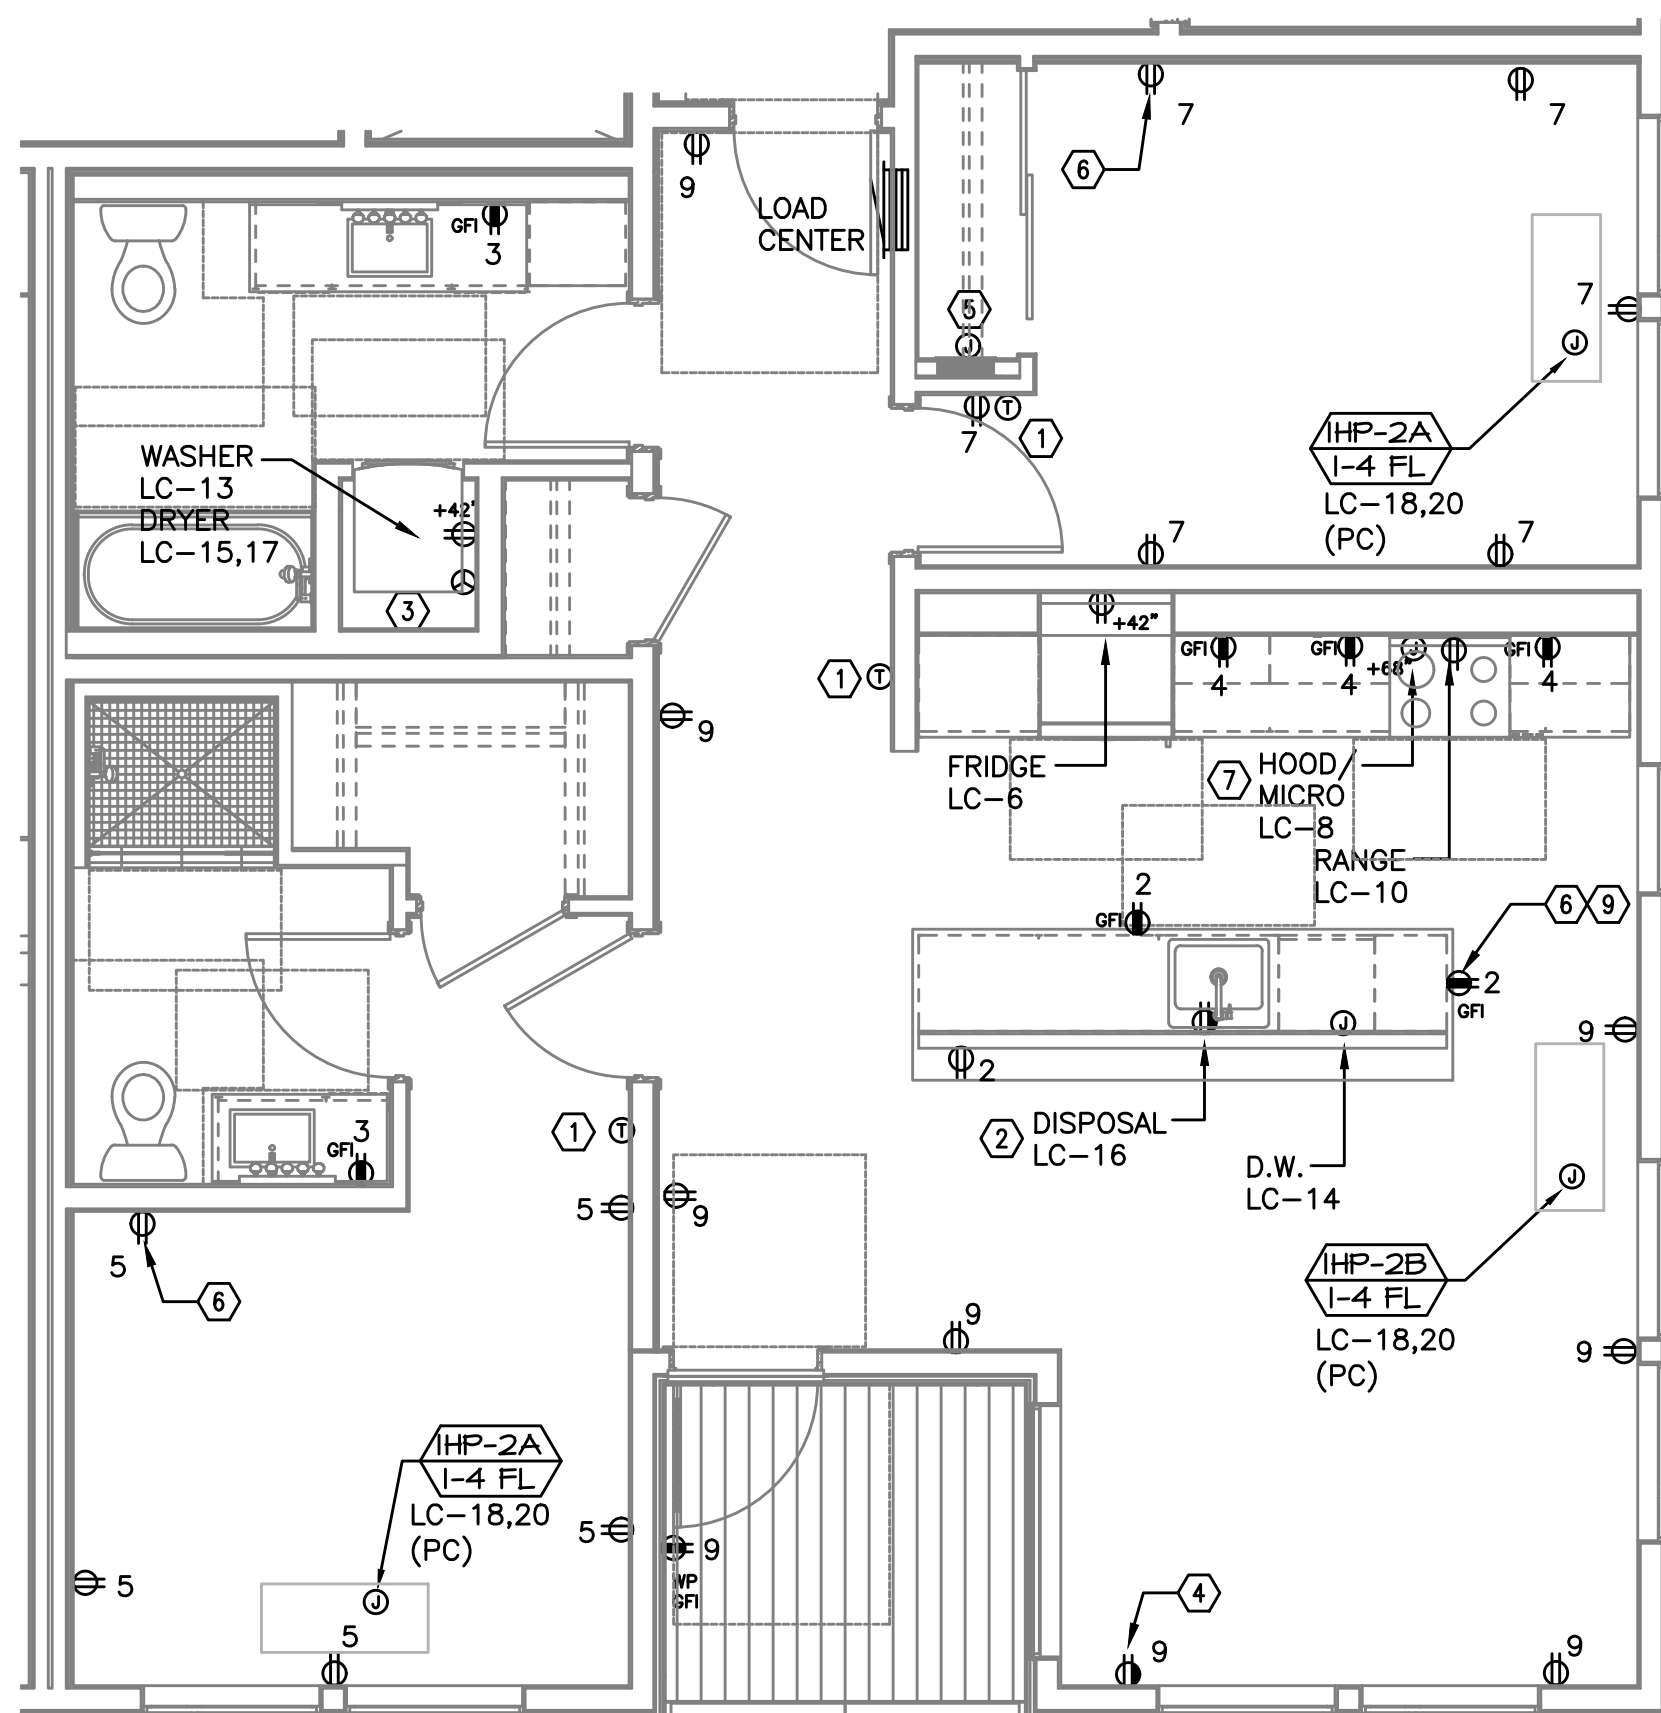 7
7
6
9
LOAD
CENTER
GFI
3
7
5
J
J
T
7
1
IHP-2A
1-4 FL
LC-18,20
(PC)
WASHER
LC-13
DRYER
LC-15,17
+42"
3
7
7
+42"
GFI
4
GFI
4
J
+68"
GFI
4
1
T
9
FRIDGE
LC-6
7
HOOD/
MICRO
LC-8
RANGE
LC-10
2
GFI
6
9
2
GFI
J
9
2
2
DISPOSAL
LC-16
D.W.
LC-14
3
GFI
1
T
5
9
J
5
6
IHP-2B
1-4 FL
LC-18,20
(PC)
9
9
IHP-2A
1-4 FL
LC-18,20
(PC)
5
9
WP
GFI
5
J
5
4
9
9